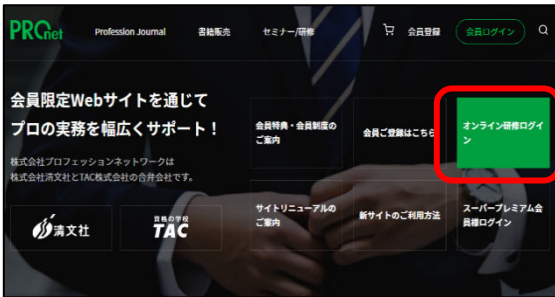 PROnet
Profession Journal
書籍販売
セミナー/研修
会員登録
会員ログイン
会員限定Webサイトを通じて
プロの実務を幅広くサポート！
株式会社プロフェッションネットワークは
株式会社清文社とTAC株式会社の合弁会社です。
清文社
資格の学校
TAC
会員特典・会員制度の
ご案内
会員ご登録はこちら
オンライン研修ログイ
ン
サイトリニューアルの
ご案内
新サイトのご利用方法
スーパープレミアム会
員様ログイン